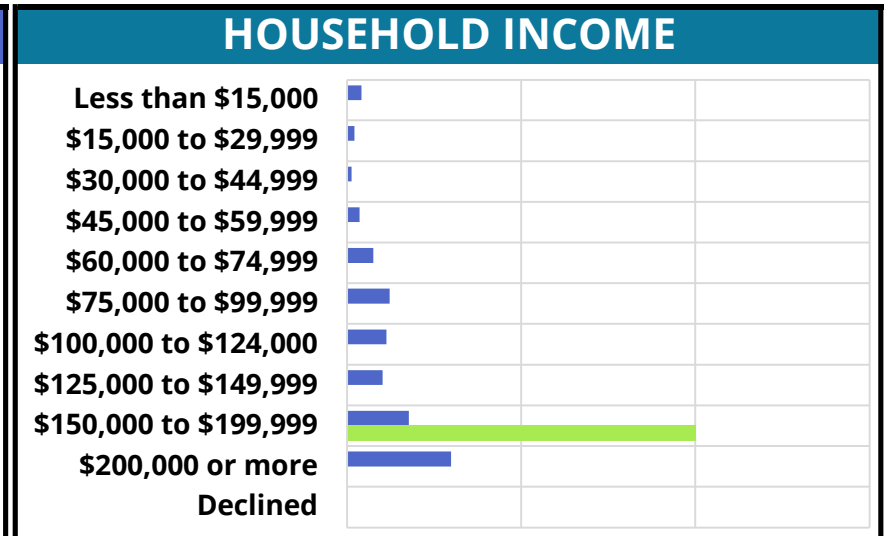 HOUSEHOLD INCOME
Less than $15,000
$15,000 to $29,999
$30,000 to $44,999
$45,000 to $59,999
$60,000 to $74,999
$75,000 to $99,999
$100,000 to $124,000
$125,000 to $149,999
$150,000 to $199,999
$200,000 or more
Declined